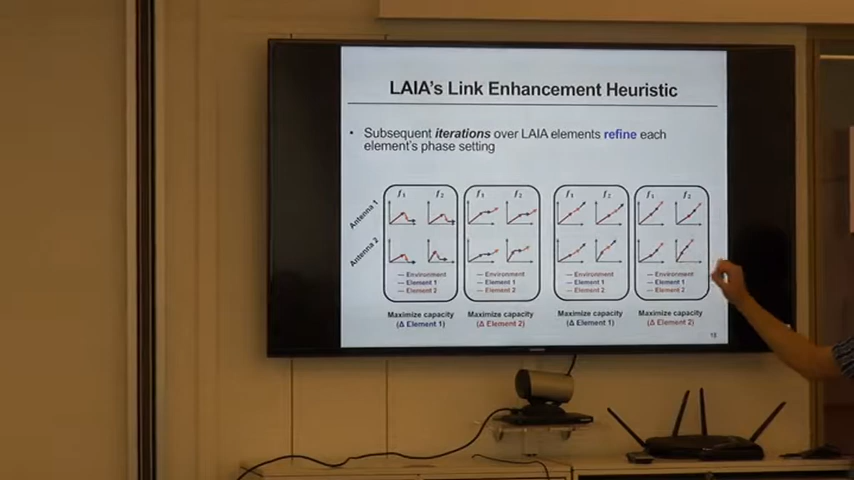 LAIA's Link Enhancement Heuristic
• Subsequent iterations over LAIA elements refine each
element's phase setting
f1 f2 f1 f2 f1 f2 f1 f2
Antenna 1
Antenna 2
— Environment — Environment — Environment — Environment
— Element 1 — Element 1 — Element 1 — Element 1
— Element 2 — Element 2 — Element 2 — Element 2
Maximize capacity Maximize capacity Maximize capacity Maximize capacity
(Δ Element 1) (Δ Element 2) (Δ Element 1) (Δ Element 2)